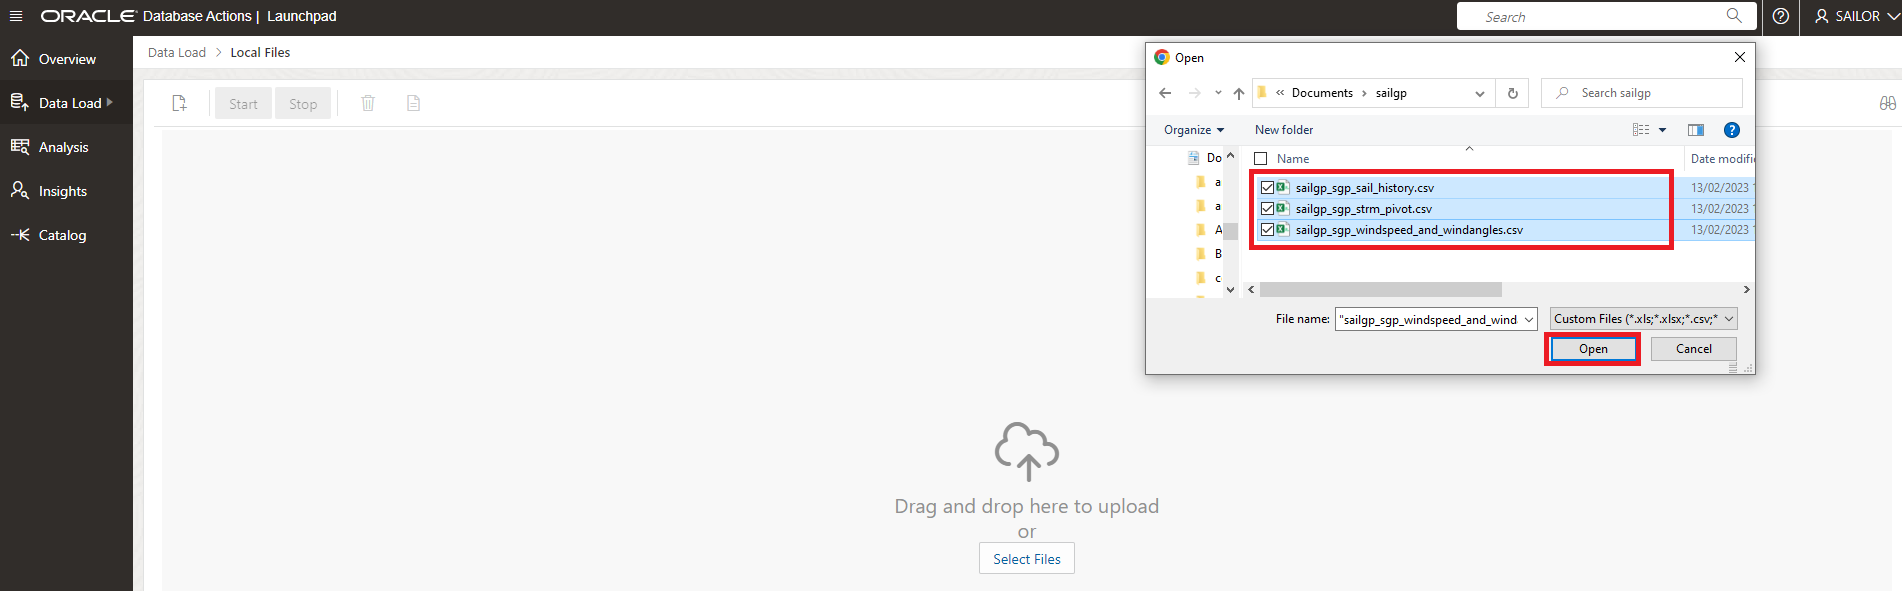 ORACLE Database Actions | Launchpad
Search
SAILOR
Overview
Data Load
Analysis
Insights
Catalog
Data Load > Local Files
Start
Stop
Drag and drop here to upload
or
Select Files
Open
« Documents › sailgp
Search sailgp
Organize
New folder
Do
a
a
A
B
c
Name
Date modifi
sailgp_sgp_sail_history.csv
13/02/2023 1
sailgp_sgp_strm_pivot.csv
13/02/2023 1
sailgp_sgp_windspeed_and_windangles.csv
13/02/2023 1
File name:
"sailgp_sgp_windspeed_and_wind
Custom Files (*.xls;*.xlsx;*.csv;*
Open
Cancel